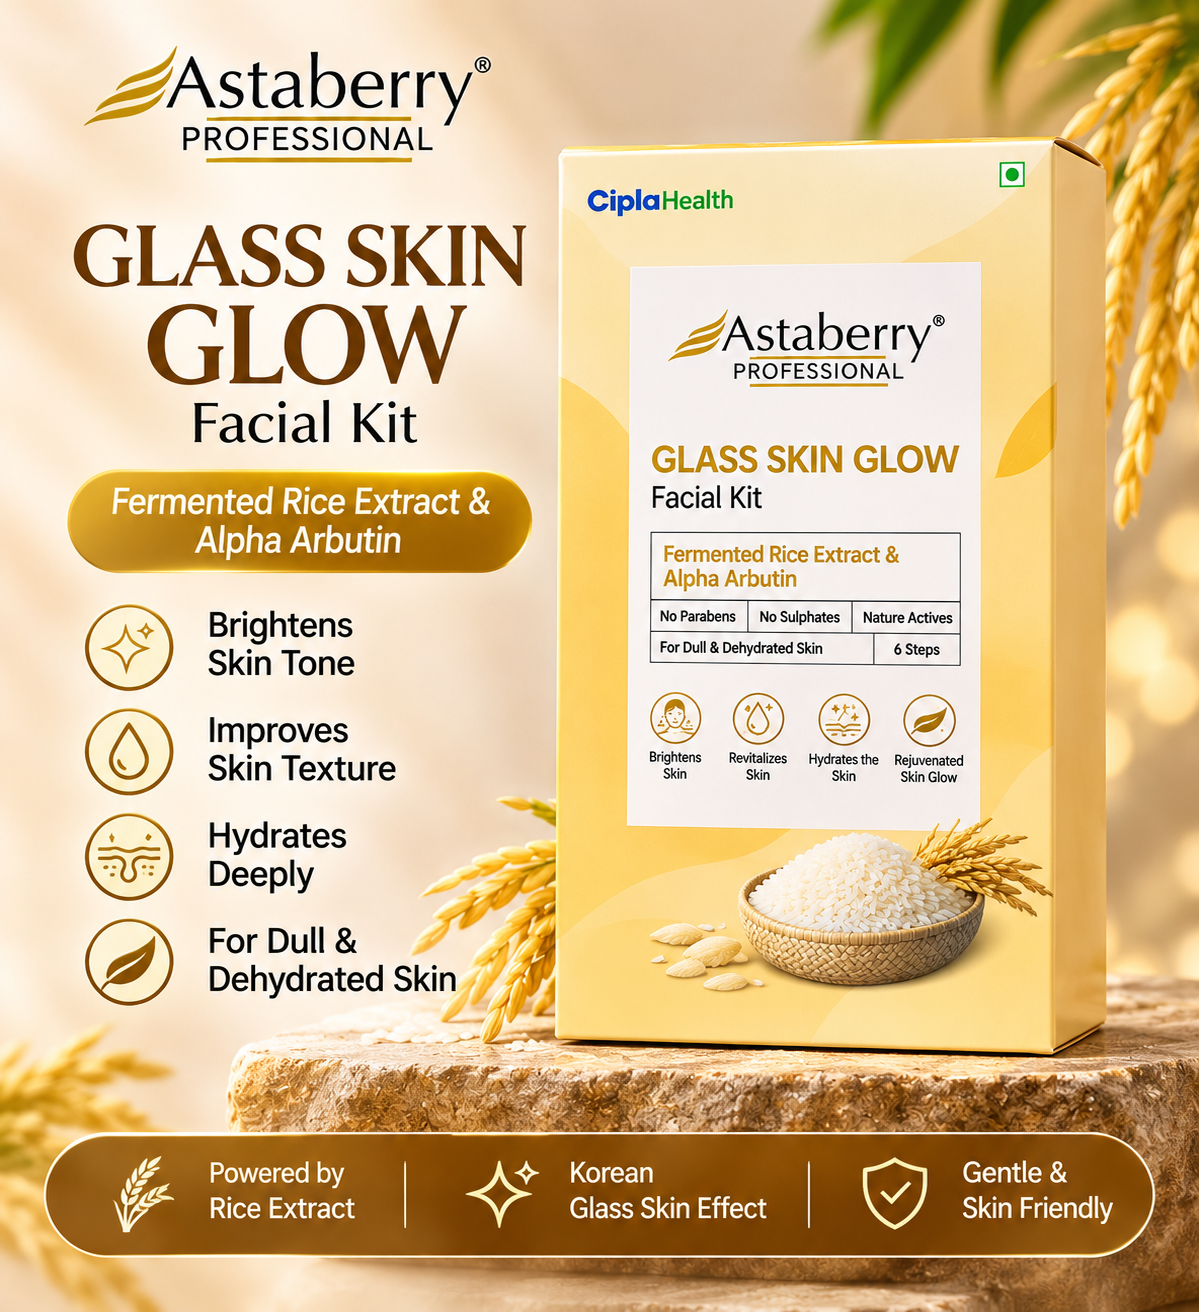 Astaberry®
PROFESSIONAL
GLASS SKIN
GLOW
Facial Kit
Fermented Rice Extract &
Alpha Arbutin
Brightens
Skin Tone
Improves
Skin Texture
Hydrates
Deeply
For Dull &
Dehydrated Skin
CiplaHealth
Astaberry®
PROFESSIONAL
GLASS SKIN GLOW
Facial Kit
Fermented Rice Extract &
Alpha Arbutin
No Parabens No Sulphates Nature Actives
For Dull & Dehydrated Skin 6 Steps
Brightens
Skin
Revitalizes
Skin
Hydrates the
Skin
Rejuvenated
Skin Glow
Powered by
Rice Extract
Korean
Glass Skin Effect
Gentle &
Skin Friendly